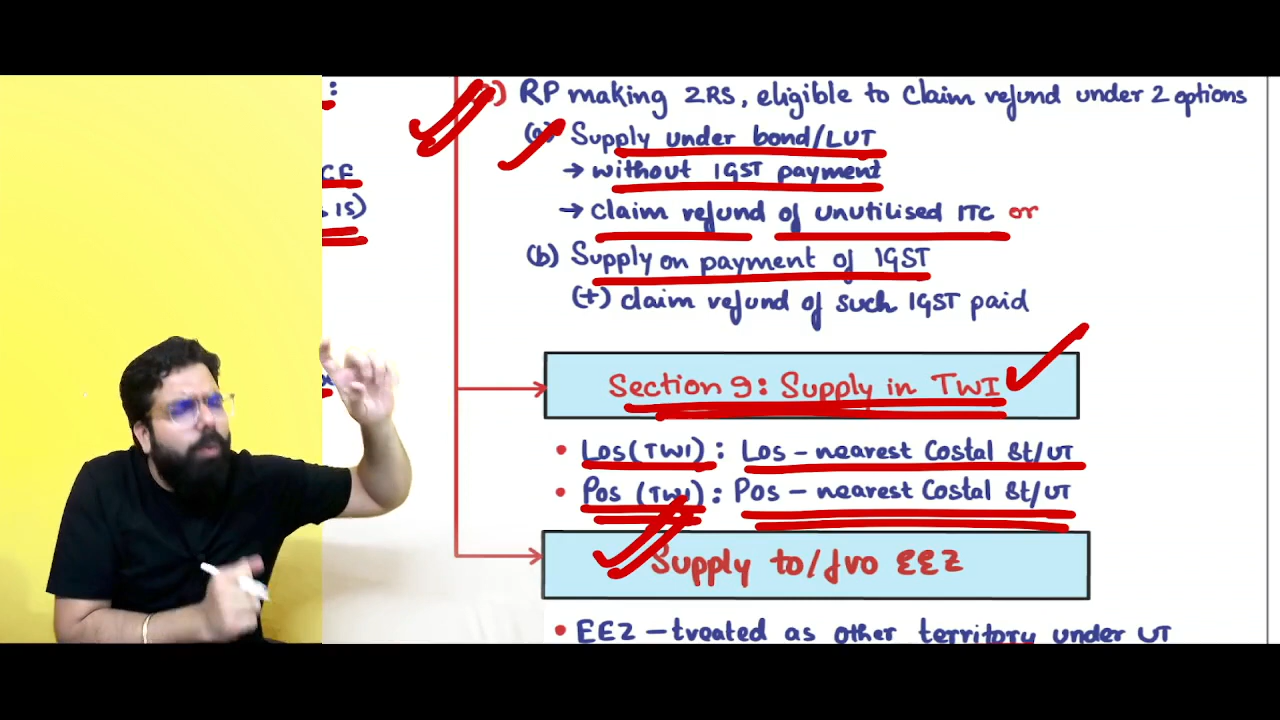 RP making ZRS, eligible to claim refund under 2 options
(a) Supply under bond/LUT
→ without IGST payment
→ claim refund of unutilised ITC or
(b) Supply on payment of IGST
(+) claim refund of such IGST paid
Section 9: Supply in TWI
• LOS (TWI) : LOS - nearest Costal St/UT
• POS (TWI) : POS - nearest Costal St/UT
Supply to/fvo EEZ
• EEZ - treated as other territory under UT